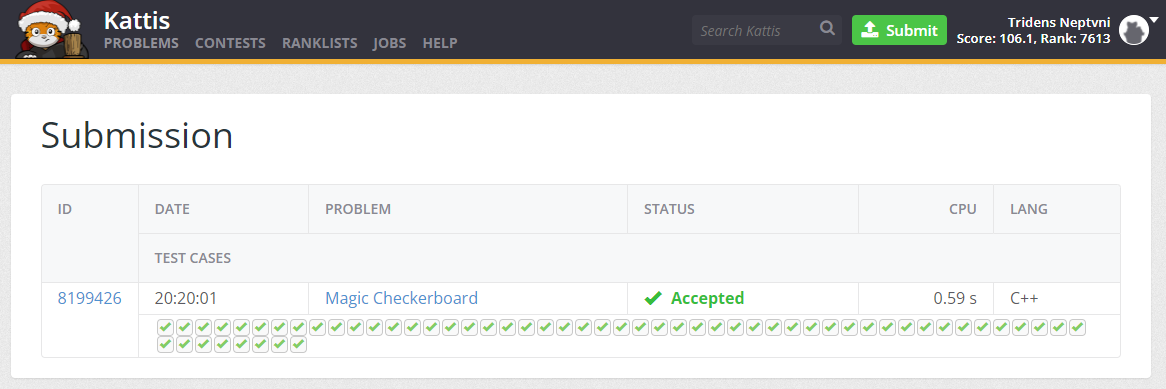 Kattis
PROBLEMS CONTESTS RANKLISTS JOBS HELP
Search Kattis
Submit
Tridens Neptvni
Score: 106.1, Rank: 7613
Submission
ID DATE PROBLEM STATUS CPU LANG
TEST CASES
8199426 20:20:01 Magic Checkerboard Accepted 0.59 s C++